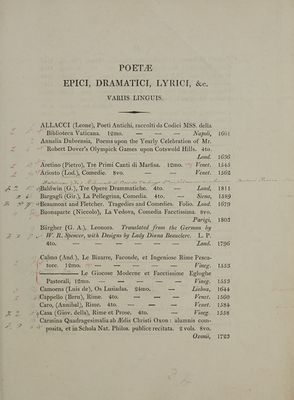 POETÆ
EPICI, DRAMATICI, LYRICI, &c.
VARIIS LINGUIS.
ALLACCI (Leone), Poeti Antichi, raccolti da Codici MSS. della
Biblioteca Vaticana. 12mo. — — — Napoli, 1661
Annalia Dubrensia, Poems upon the Yearly Celebration of Mr.
Robert Dover's Olympick Games upon Cotswold Hills. 4to.
Lond. 1636
Aretino (Pietro), Tre Primi Canti di Marfisa. 12mo. Venet. 1545
Ariosto (Lod.), Comedie. 8vo. — — Venet. 1562
Baldwin (G.), Tre Opere Drammatiche. 4to. — Lond, 1811
Bargagli (Gir.), La Pellegrina, Comedia. 4to. — Siena, 1589
Beaumont and Fletcher. Tragedies and Comedies. Folio. Lond. 1679
Buonaparte (Niccolo), La Vedova, Comedia Facetissima. 8vo.
Parigi, 1803
Bürgher (G. A.), Leonora. Translated from the German by
W. R. Spencer, with Designs by Lady Diana Beauclerc. L. P.
4to. — — — — — Lond. 1796
Calmo (And.), Le Bizarre, Faconde, et Ingeniose Rime Pesca-
tore. 12mo. — — — — Vineg. 1553
——— Le Giocose Moderne et Facetissime Egloghe
Pastorali, 12mo. — — — — Vineg. 1553
Camoens (Luis de), Os Lusiadas. 24mo. — Lisboa, 1644
Cappello (Bern), Rime. 4to. — — Venet. 1560
Caro, (Annibal), Rime. 4to. — — Venet. 1584
Casa (Giov. della), Rime et Prose. 4to. — Vineg. 1558
Carmina Quadragesimalia ab Ædis Christi Oxon: alumnis com-
posita, et in Schola Nat. Philos. publice recitata. 2 vols. 8vo.
Oxonii, 1723